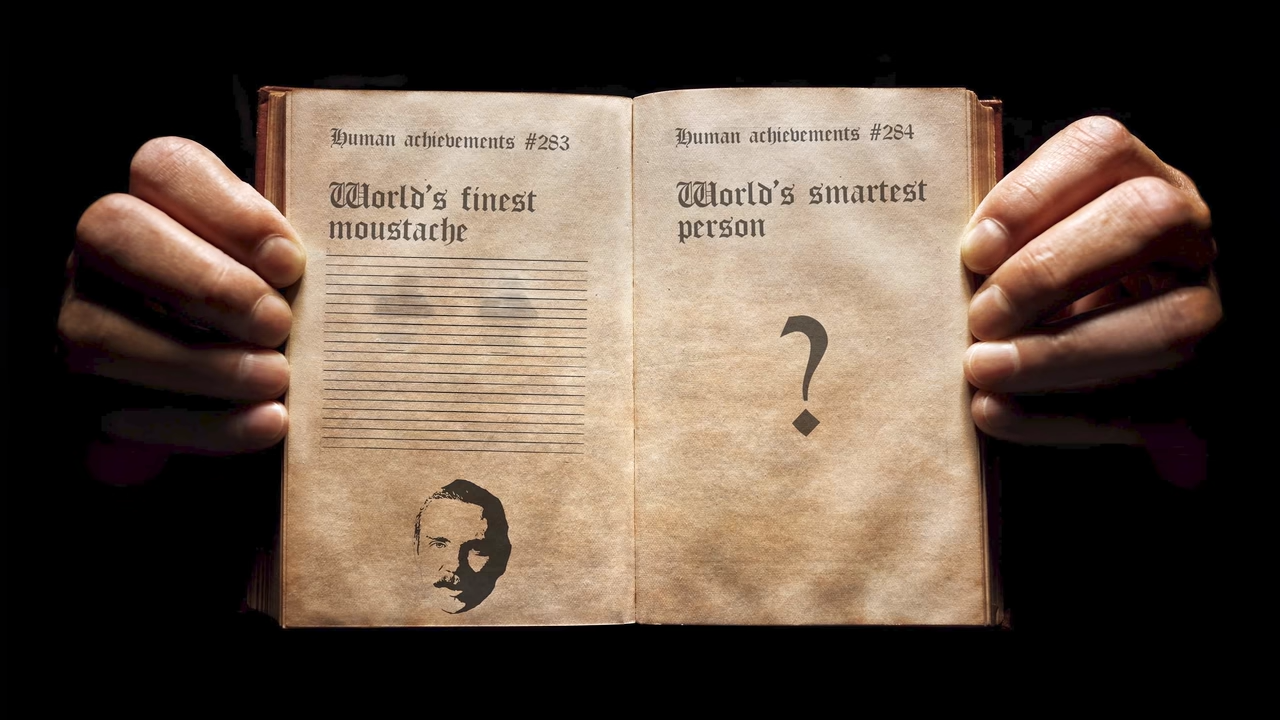 Human achievements #283
World's finest
moustache
Human achievements #284
World's smartest
person
?